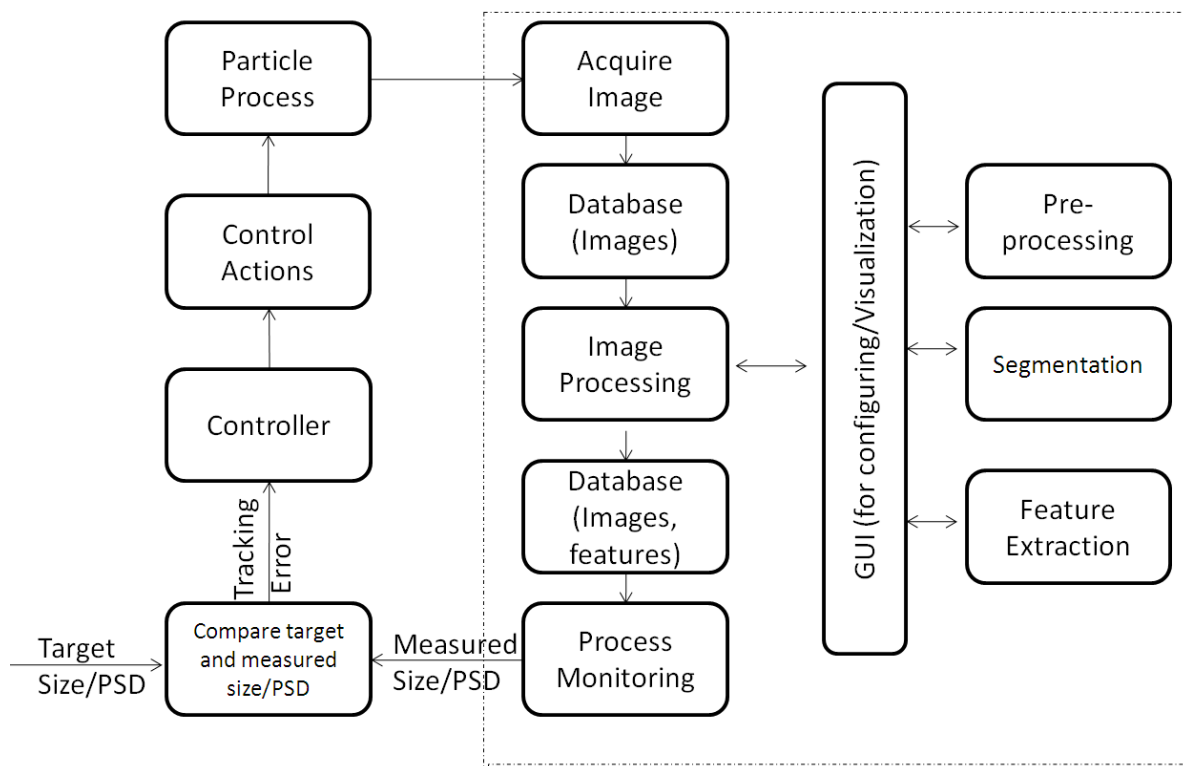 Particle
Process
Acquire
Image
Control
Actions
Database
(Images)
Controller
Image
Processing
Tracking
Error
Database
(Images,
features)
Target
Size/PSD
Compare target
and measured
size/PSD
Measured
Size/PSD
Process
Monitoring
GUI (for configuring/Visualization)
Pre-
processing
Segmentation
Feature
Extraction